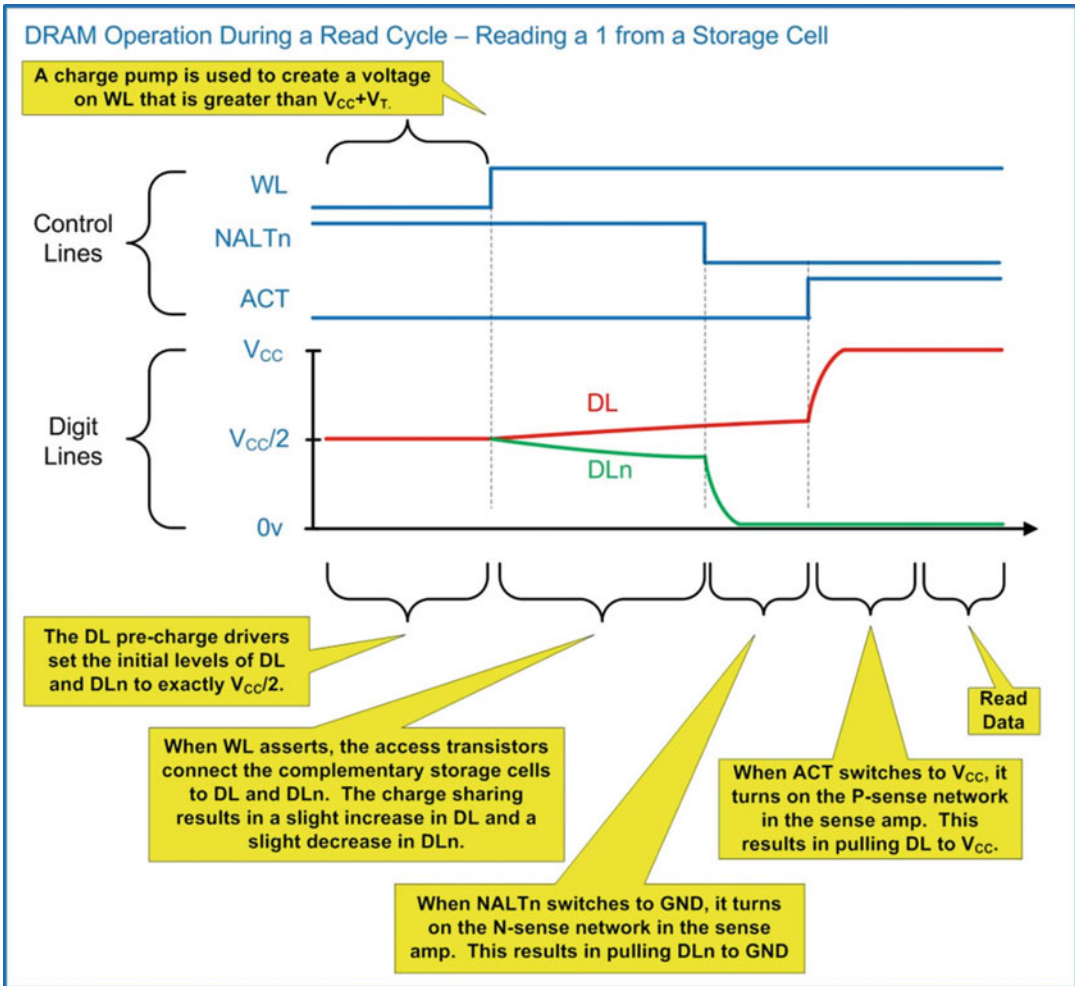 DRAM Operation During a Read Cycle – Reading a 1 from a Storage Cell
A charge pump is used to create a voltage
on WL that is greater than VCC+VT.
Control
Lines
WL
NALTn
ACT
Digit
Lines
VCC
VCC/2
0v
DL
DLn
The DL pre-charge drivers
set the initial levels of DL
and DLn to exactly VCC/2.
When WL asserts, the access transistors
connect the complementary storage cells
to DL and DLn. The charge sharing
results in a slight increase in DL and a
slight decrease in DLn.
When NALTn switches to GND, it turns
on the N-sense network in the sense
amp. This results in pulling DLn to GND
When ACT switches to VCC, it
turns on the P-sense network
in the sense amp. This
results in pulling DL to VCC.
Read
Data